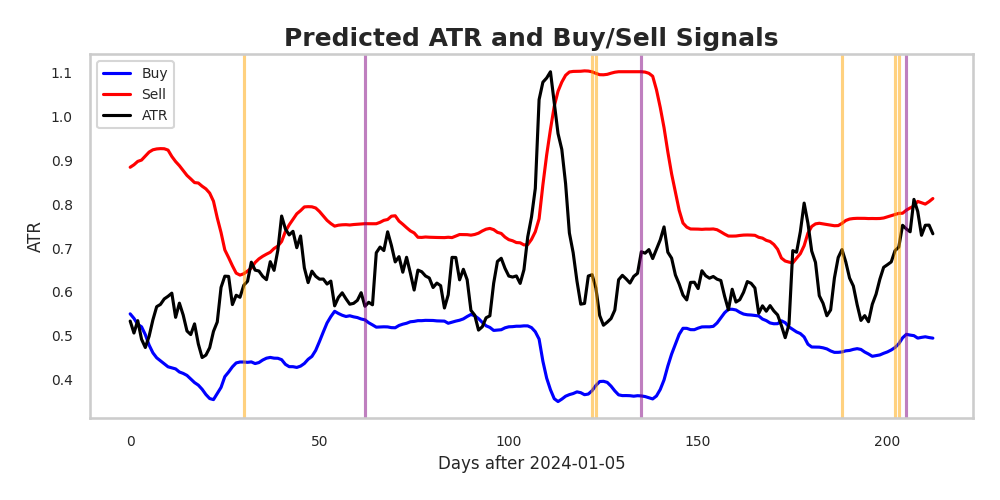 Predicted ATR and Buy/Sell Signals
Buy
Sell
ATR
1.1
1.0
0.9
0.8
0.7
0.6
0.5
0.4
ATR
0 50 100 150 200
Days after 2024-01-05